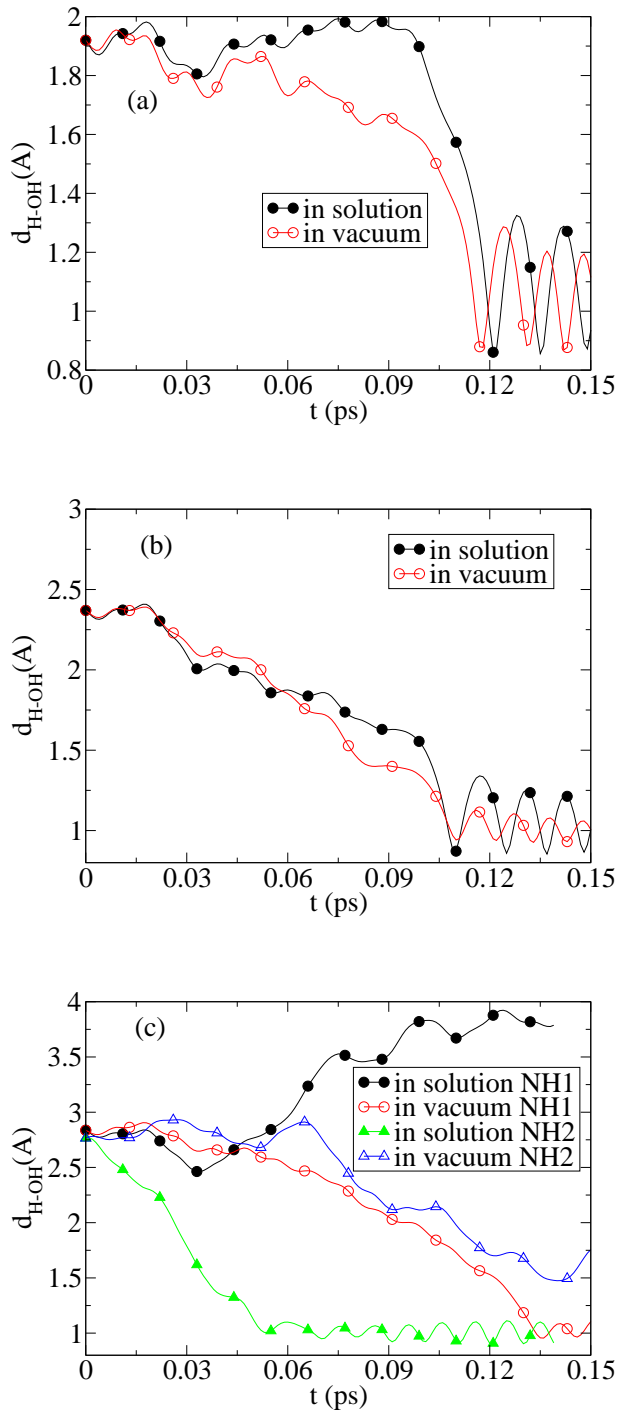 2
1.8
1.6
1.4
1.2
1
0.8
d_{H-OH}(A)
(a)
in solution
in vacuum
0 0.03 0.06 0.09 0.12 0.15
t (ps)
3
2.5
2
1.5
1
d_{H-OH}(A)
(b)
in solution
in vacuum
0 0.03 0.06 0.09 0.12 0.15
t (ps)
4
3.5
3
2.5
2
1.5
1
d_{H-OH}(A)
(c)
in solution NH1
in vacuum NH1
in solution NH2
in vacuum NH2
0 0.03 0.06 0.09 0.12 0.15
t (ps)